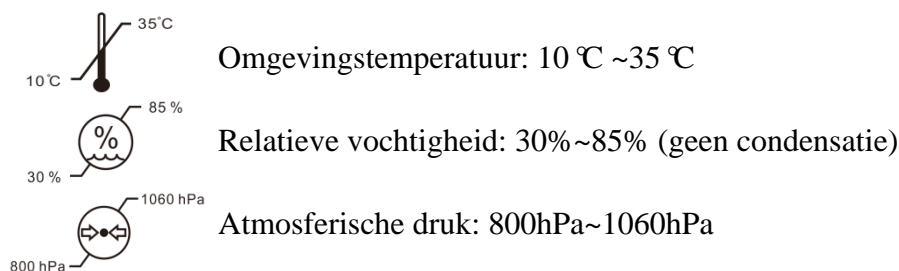 35°C
10°C
Omgevingstemperatuur: 10 ℃ ~35 ℃
85 %
%
30 %
Relatieve vochtigheid: 30%~85% (geen condensatie)
1060 hPa
800 hPa
Atmosferische druk: 800hPa~1060hPa